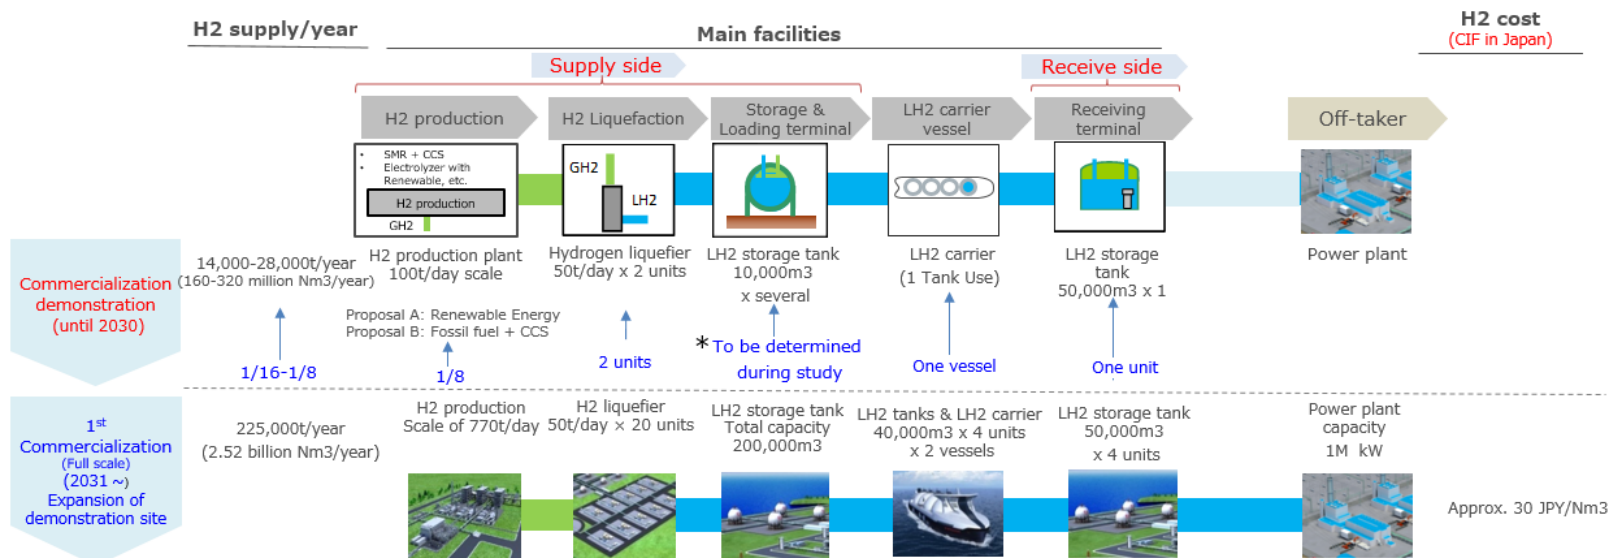 H2 supply/year
Main facilities
H2 cost
(CIF in Japan)
Supply side
Receive side
H2 production
H2 Liquefaction
Storage &
Loading terminal
LH2 carrier
vessel
Receiving
terminal
Off-taker
• SMR + CCS
• Electrolyzer with
Renewable, etc.
H2 production
GH2
GH2
LH2
Commercialization
demonstration
(until 2030)
14,000-28,000t/year
(160-320 million Nm3/year)
H2 production plant
100t/day scale
Hydrogen liquefier
50t/day x 2 units
LH2 storage tank
10,000m3
x several
LH2 carrier
(1 Tank Use)
LH2 storage
tank
50,000m3 x 1
Power plant
Proposal A: Renewable Energy
Proposal B: Fossil fuel + CCS
1/16-1/8
1/8
2 units
* To be determined
during study
One vessel
One unit
1st
Commercialization
(Full scale)
(2031 ~)
Expansion of
demonstration site
225,000t/year
(2.52 billion Nm3/year)
H2 production
Scale of 770t/day
H2 liquefier
50t/day × 20 units
LH2 storage tank
Total capacity
200,000m3
LH2 tanks & LH2 carrier
40,000m3 x 4 units
x 2 vessels
LH2 storage tank
50,000m3
x 4 units
Power plant
capacity
1M kW
Approx. 30 JPY/Nm3